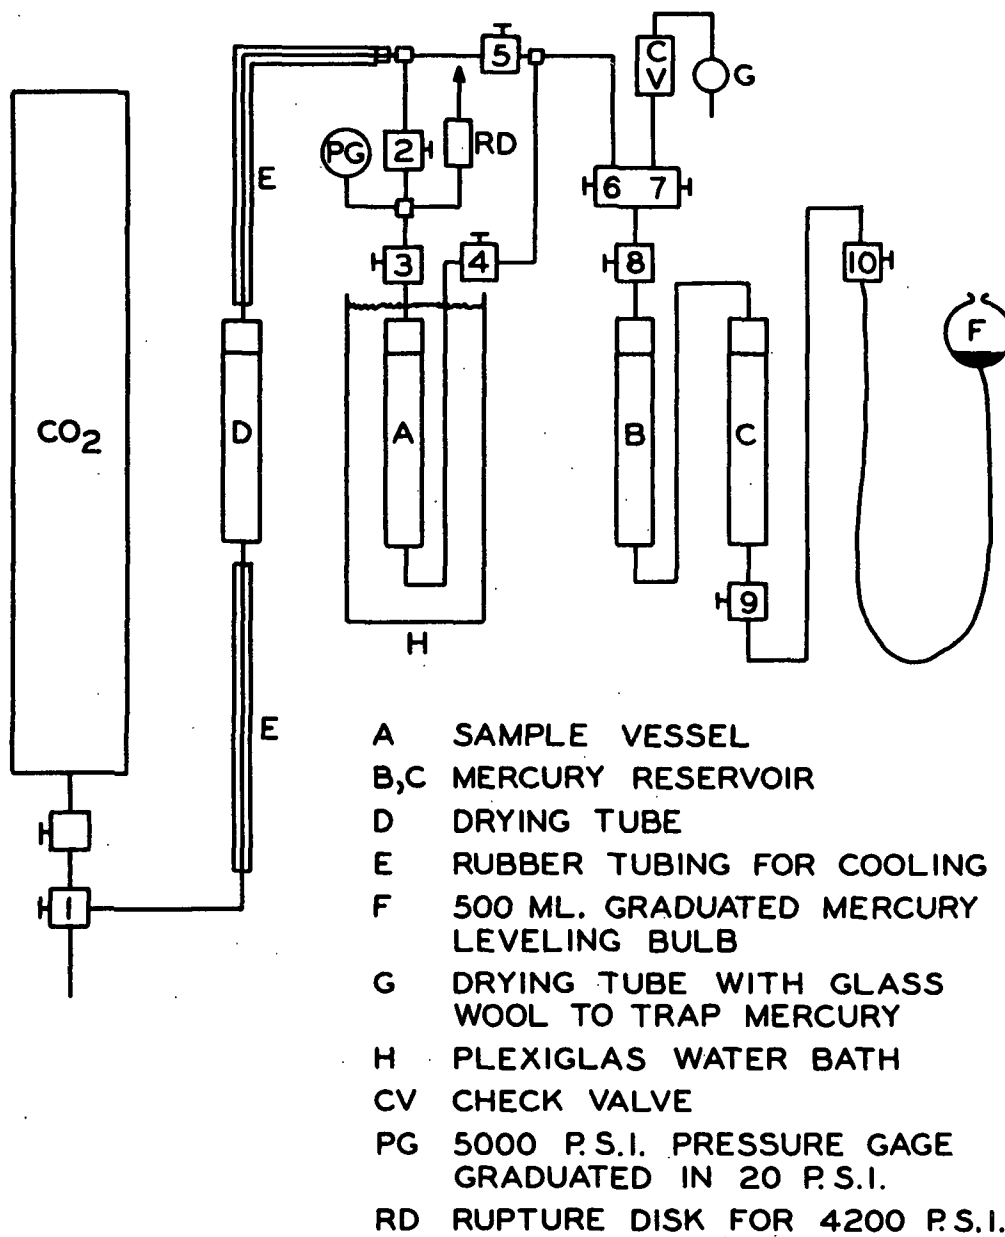 5
C
V
G
2
PG
RD
E
6 7
3
4
8
10
F
CO2
D
A
B
C
9
H
E
1
A SAMPLE VESSEL
B,C MERCURY RESERVOIR
D DRYING TUBE
E RUBBER TUBING FOR COOLING
F 500 ML. GRADUATED MERCURY
LEVELING BULB
G DRYING TUBE WITH GLASS
WOOL TO TRAP MERCURY
H PLEXIGLAS WATER BATH
CV CHECK VALVE
PG 5000 P.S.I. PRESSURE GAGE
GRADUATED IN 20 P.S.I.
RD RUPTURE DISK FOR 4200 P.S.I.